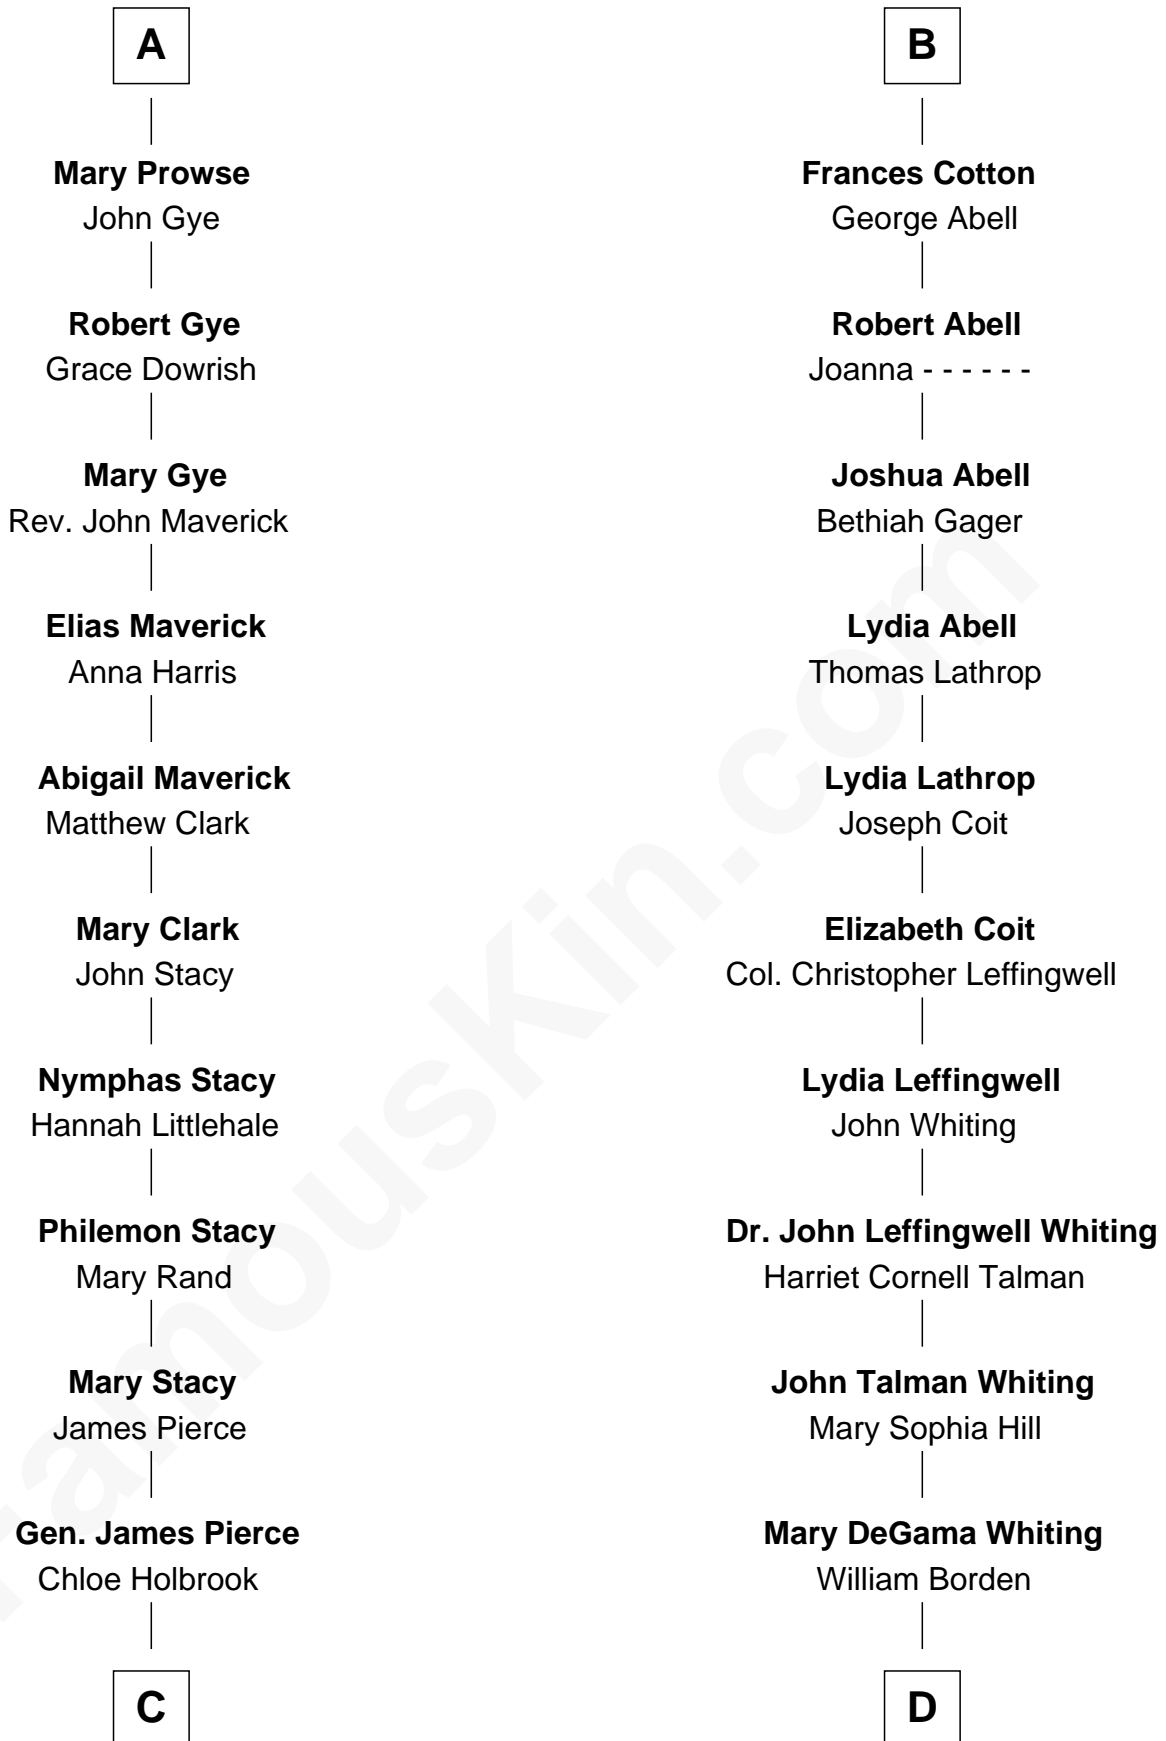 A
Mary Prowse
John Gye
Robert Gye
Grace Dowrish
Mary Gye
Rev. John Maverick
Elias Maverick
Anna Harris
Abigail Maverick
Matthew Clark
Mary Clark
John Stacy
Nymphas Stacy
Hannah Littlehale
Philemon Stacy
Mary Rand
Mary Stacy
James Pierce
Gen. James Pierce
Chloe Holbrook
C
B
Frances Cotton
George Abell
Robert Abell
Joanna - - - - - -
Joshua Abell
Bethiah Gager
Lydia Abell
Thomas Lathrop
Lydia Lathrop
Joseph Coit
Elizabeth Coit
Col. Christopher Leffingwell
Lydia Leffingwell
John Whiting
Dr. John Leffingwell Whiting
Harriet Cornell Talman
John Talman Whiting
Mary Sophia Hill
Mary DeGama Whiting
William Borden
D
FamousKin.com